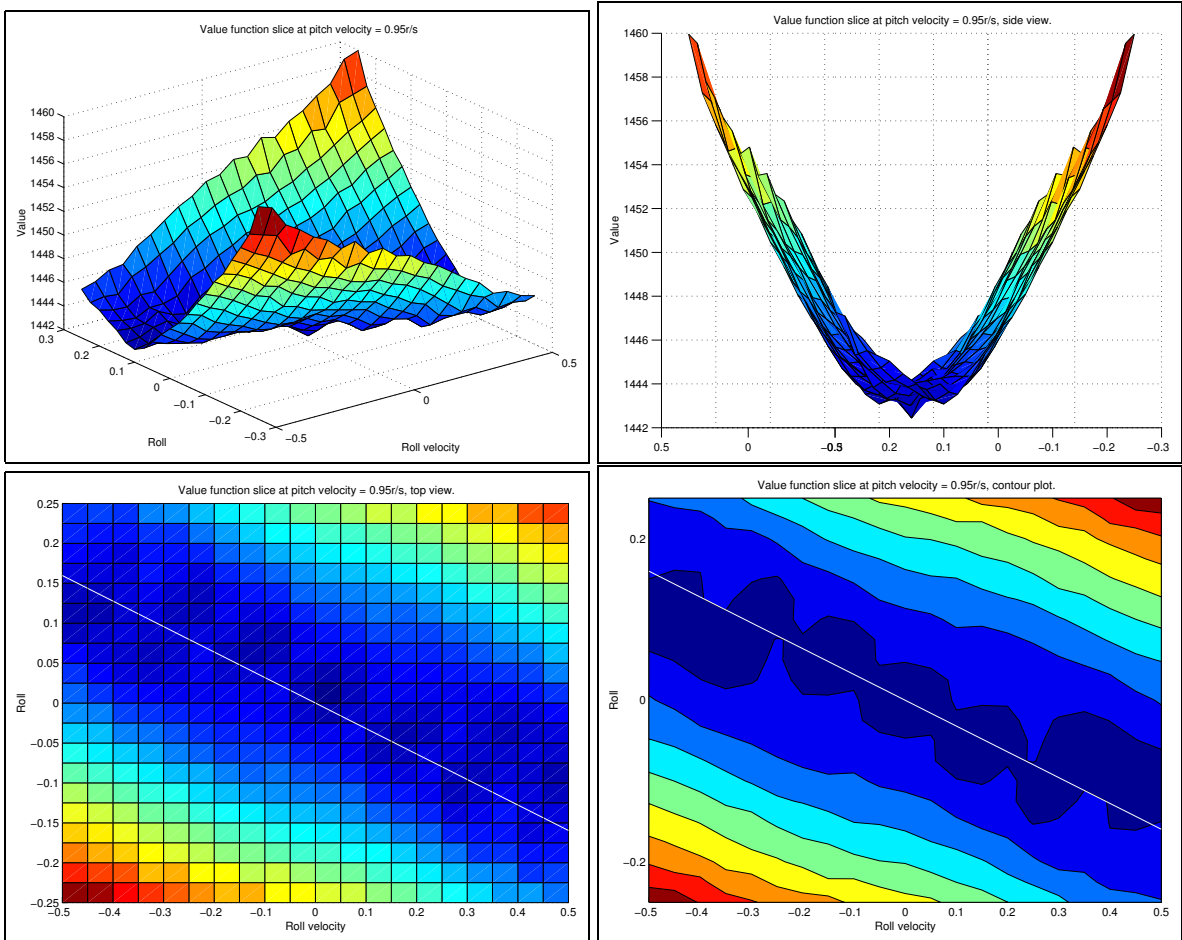 Value function slice at pitch velocity = 0.95r/s
1460
1458
1456
1454
1452
1450
1448
1446
1444
1442
Value
0.3
0.2
0.1
0
−0.1
−0.2
−0.3
Roll
−0.5
0
0.5
Roll velocity
Value function slice at pitch velocity = 0.95r/s, side view.
1460
1458
1456
1454
1452
1450
1448
1446
1444
1442
Value
0.5 0 −0.5 0.2 0.1 0 −0.1 −0.2 −0.3
Value function slice at pitch velocity = 0.95r/s, top view.
0.25
0.2
0.15
0.1
0.05
0
−0.05
−0.1
−0.15
−0.2
−0.25
Roll
−0.5 −0.4 −0.3 −0.2 −0.1 0 0.1 0.2 0.3 0.4 0.5
Roll velocity
Value function slice at pitch velocity = 0.95r/s, contour plot.
0.2
0
−0.2
Roll
−0.5 −0.4 −0.3 −0.2 −0.1 0 0.1 0.2 0.3 0.4 0.5
Roll velocity